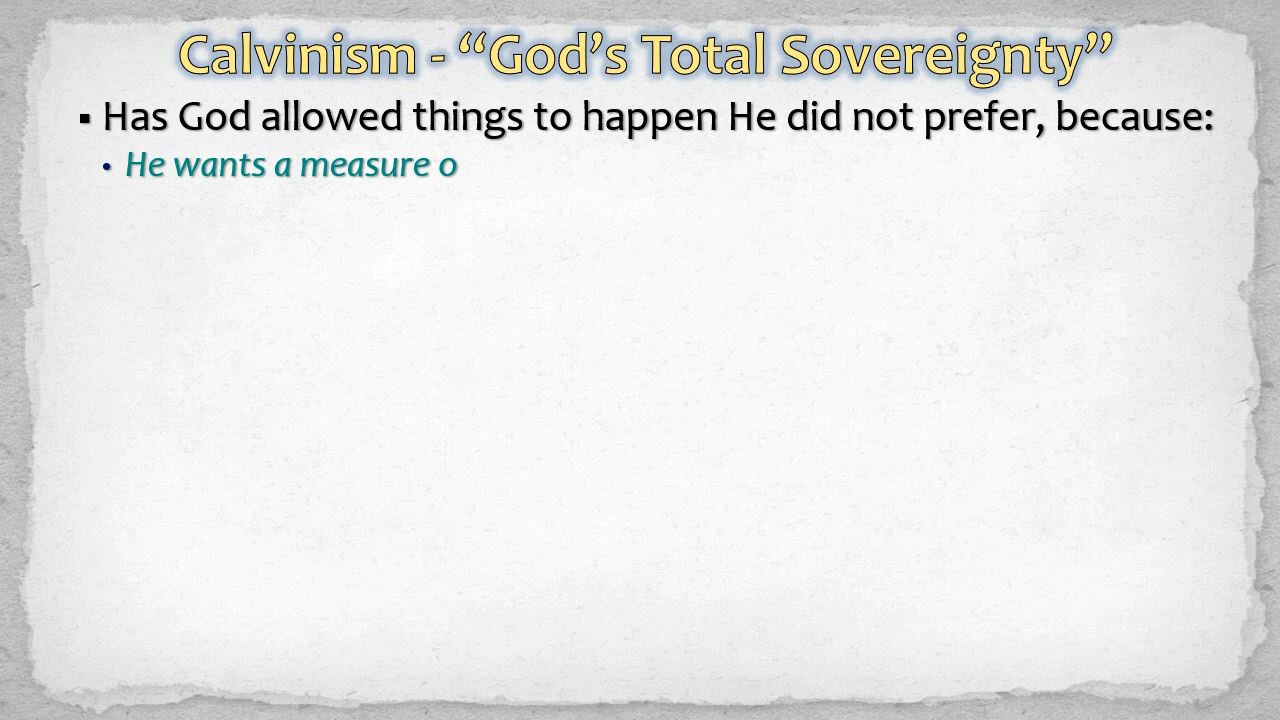 Calvinism - “God’s Total Sovereignty”
▪ Has God allowed things to happen He did not prefer, because:
• He wants a measure o